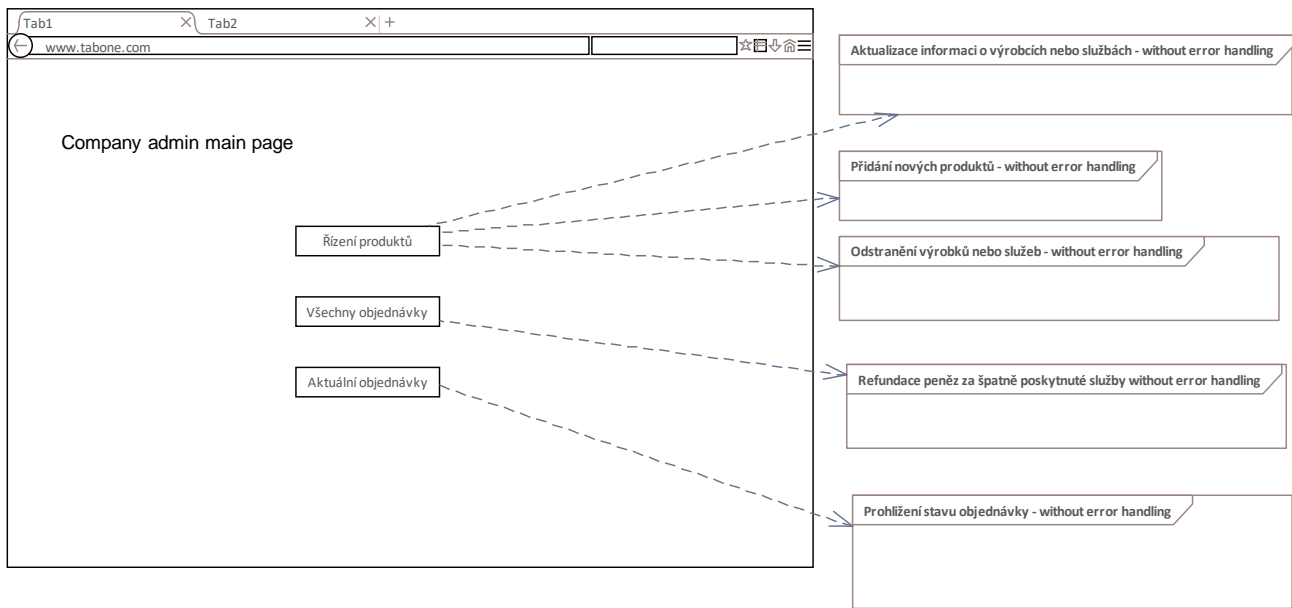 Tab1
Tab2
www.tabone.com
Company admin main page
Řízení produktů
Všechny objednávky
Aktuální objednávky
Aktualizace informaci o výrobcích nebo službách - without error handling
Přidání nových produktů - without error handling
Odstranění výrobků nebo služeb - without error handling
Refundace peněz za špatně poskytnuté služby without error handling
Prohlížení stavu objednávky - without error handling